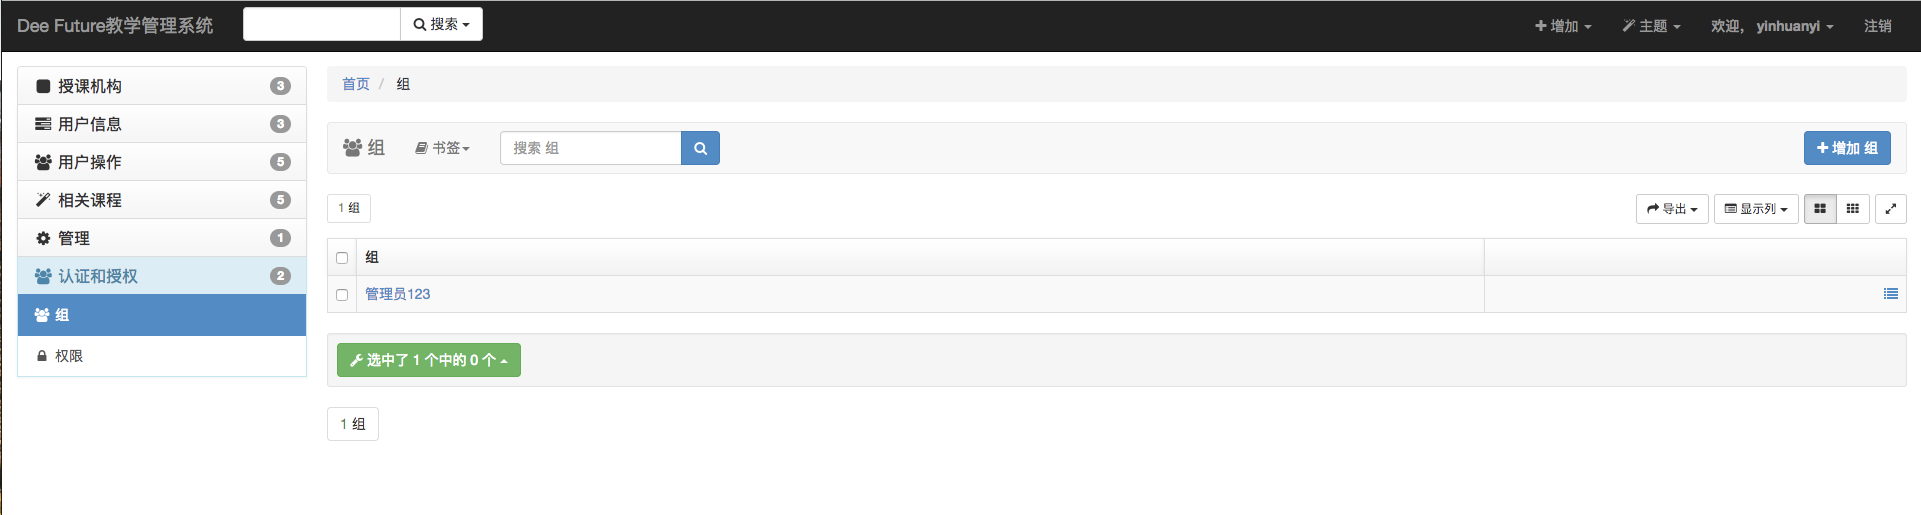 Dee Future教学管理系统 搜索 增加 主题 欢迎， yinhuanyi 注销
授课机构 3
用户信息 3
用户操作 5
相关课程 5
管理 1
认证和授权 2
组
权限
首页 / 组
组 书签 搜索 组 增加 组
1 组 导出 显示列
组
管理员123
选中了 1 个中的 0 个
1 组